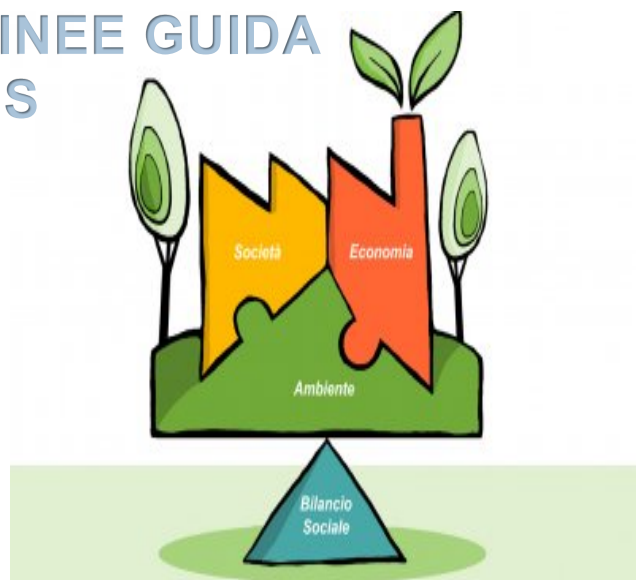 INEE GUIDA
S
Società
Economia
Ambiente
Bilancio
Sociale